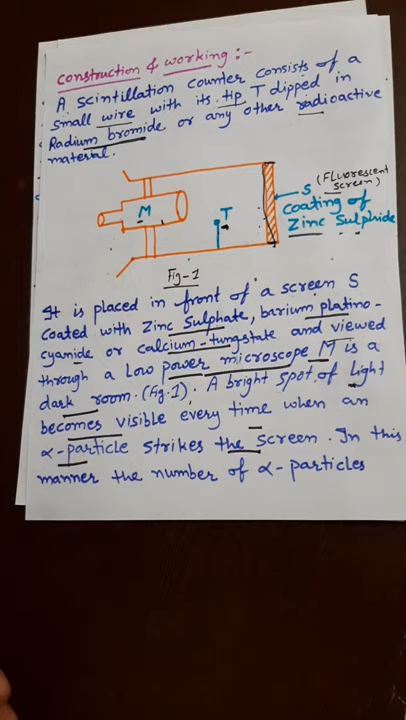 Construction & working :-
A scintillation counter consists of a
small wire with its tip T dipped in
Radium bromide or any other radioactive
material.
M
T
S
(Fluorescent
screen)
Coating of
Zinc Sulphide
Fig-1
It is placed in front of a screen S
coated with Zinc Sulphate, barium platino-
cyanide or calcium-tungstate and viewed
through a Low power microscope M is a
dark room. (Fig. 1). A bright spot of light
becomes visible every time when an
α-particle strikes the screen. In this
manner the number of α-particles